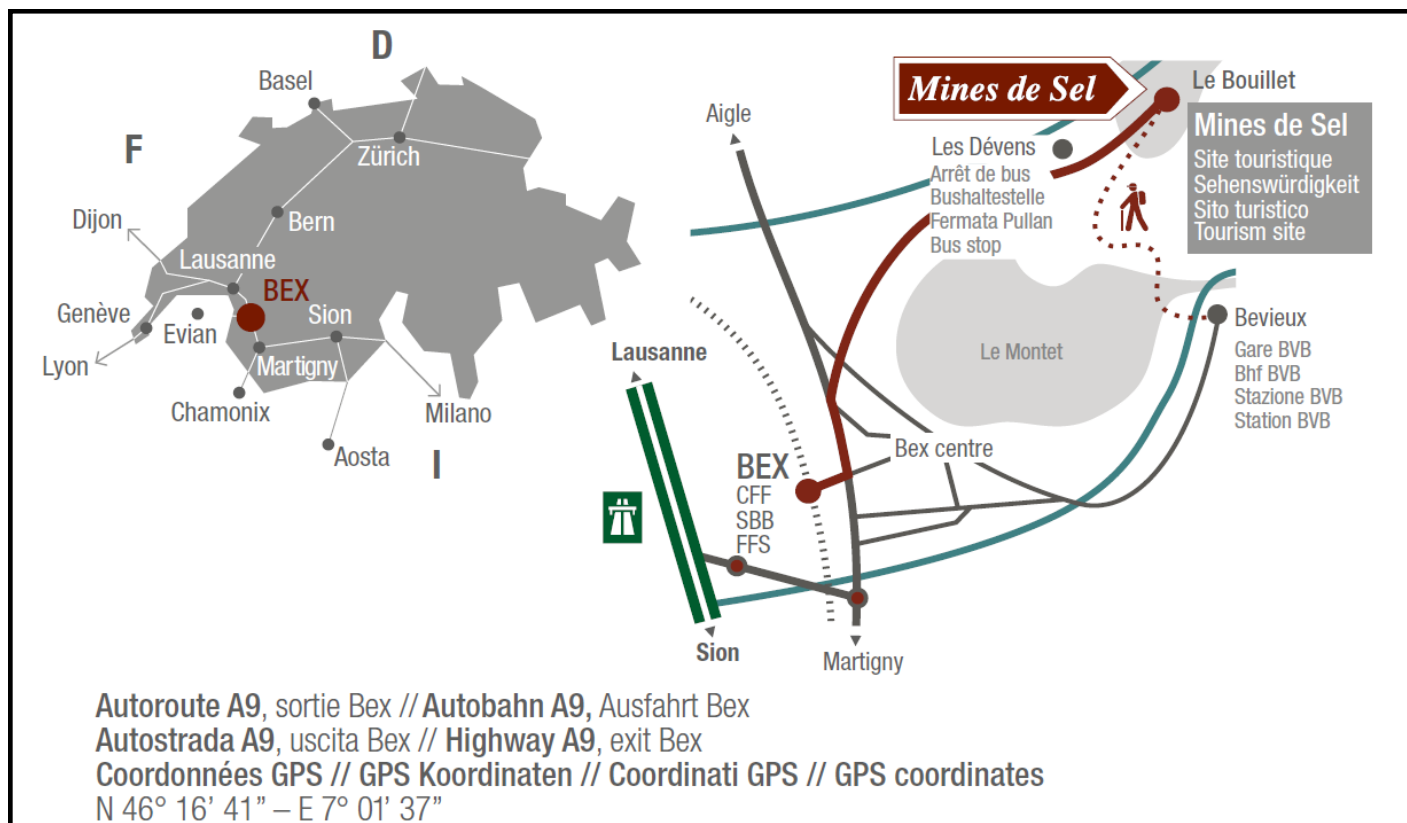 D
Basel
F
Zürich
Dijon
Bern
Lausanne
BEX
Genève
Evian
Sion
Lyon
Martigny
Chamonix
Milano
Aosta
I
Mines de Sel
Le Bouillet
Mines de Sel
Site touristique
Sehenswürdigkeit
Sito turistico
Tourism site
Aigle
Les Dévens
Arrêt de bus
Bushaltestelle
Fermata Pullan
Bus stop
Bevieux
Gare BVB
Bhf BVB
Stazione BVB
Station BVB
Le Montet
Lausanne
Bex centre
BEX
CFF
SBB
FFS
Sion
Martigny
Autoroute A9, sortie Bex // Autobahn A9, Ausfahrt Bex
Autostrada A9, uscita Bex // Highway A9, exit Bex
Coordonnées GPS // GPS Koordinaten // Coordinati GPS // GPS coordinates
N 46° 16’ 41” – E 7° 01’ 37”